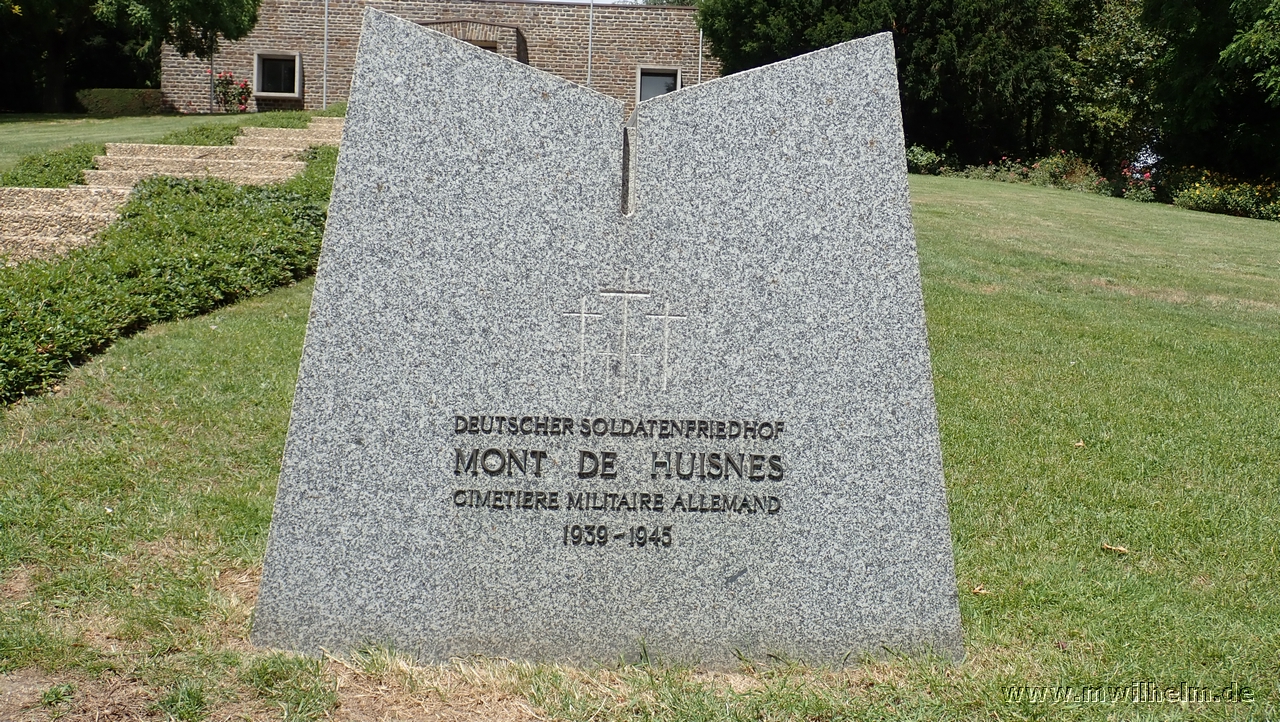 DEUTSCHER SOLDATENFRIEDHOF
MONT DE HUISNES
CIMETIERE MILITAIRE ALLEMAND
1939-1945
www.mwilhelm.de